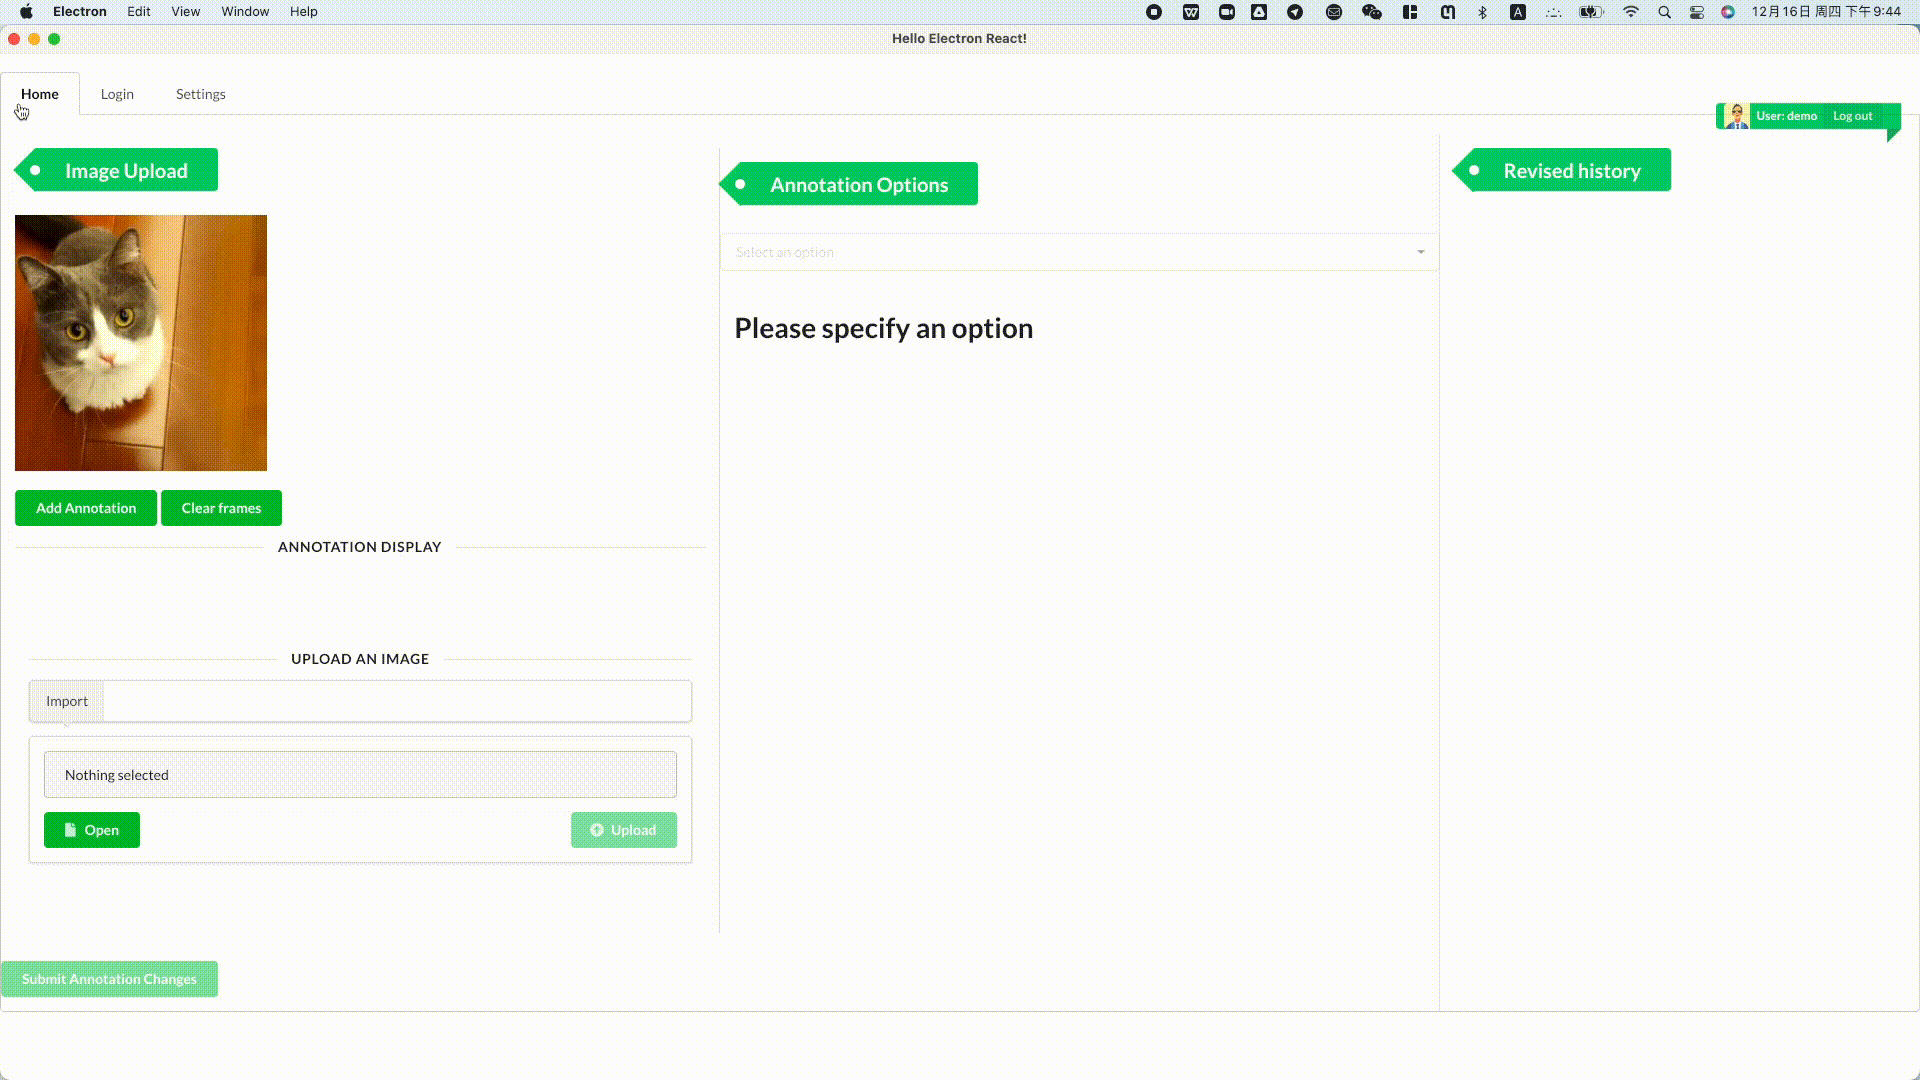 Electron Edit View Window Help 12月16日 周四 下午9:44
Hello Electron React!
Home Login Settings
User: demo Log out
Image Upload
Annotation Options
Revised history
Select an option
Please specify an option
Add Annotation Clear frames
ANNOTATION DISPLAY
UPLOAD AN IMAGE
Import
Nothing selected
Open Upload
Submit Annotation Changes